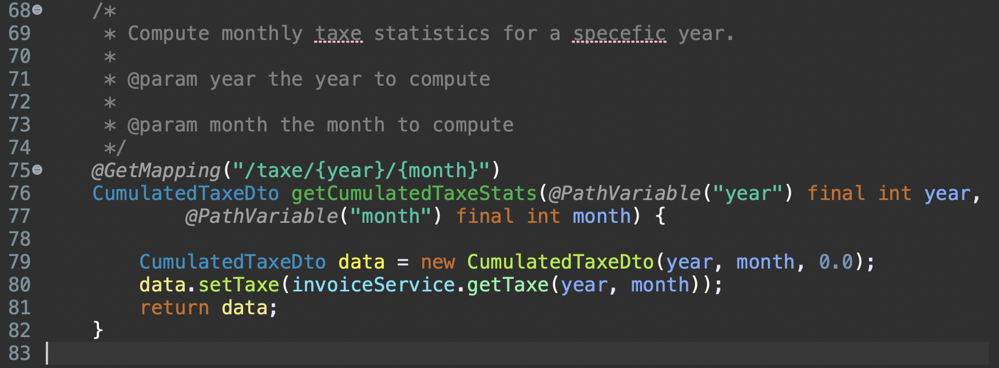 68 /*
69 * Compute monthly taxe statistics for a specefic year.
70 *
71 * @param year the year to compute
72 *
73 * @param month the month to compute
74 */
75 @GetMapping("/taxe/{year}/{month}")
76 CumulatedTaxeDto getCumulatedTaxeStats(@PathVariable("year") final int year,
77 @PathVariable("month") final int month) {
78
79 CumulatedTaxeDto data = new CumulatedTaxeDto(year, month, 0.0);
80 data.setTaxe(invoiceService.getTaxe(year, month));
81 return data;
82 }
83